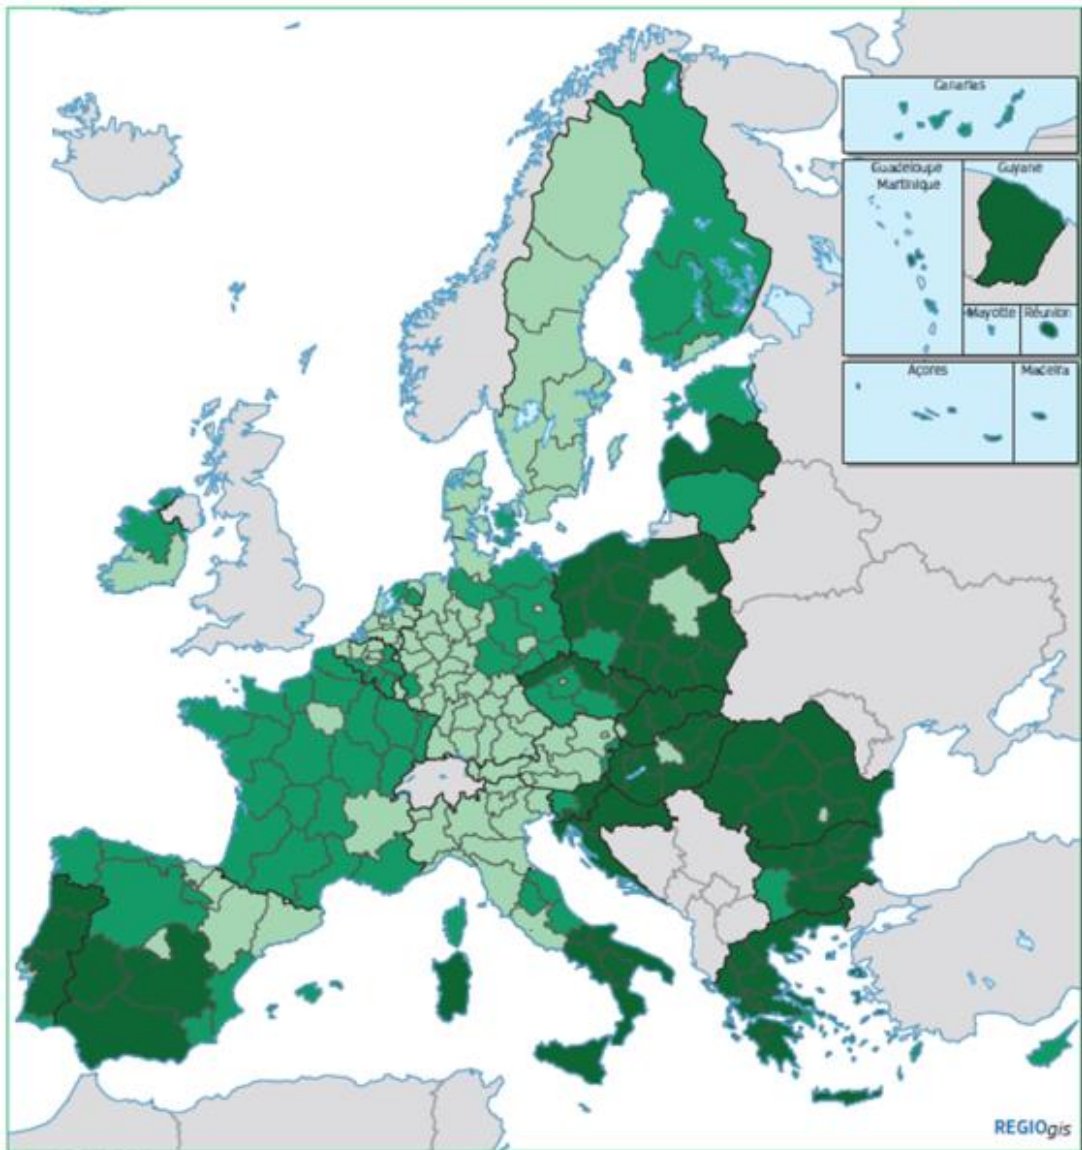 Canarias
Guadeloupe
Martinique
Guyane
Mayotte
Réunion
Açores
Madeira
REGIOgis